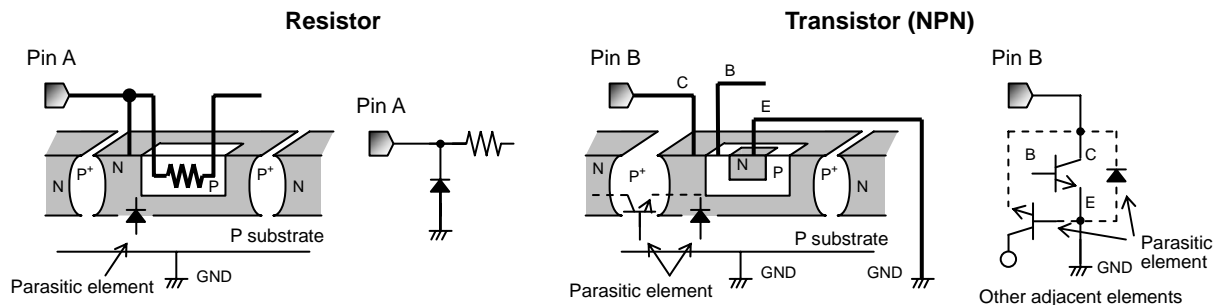 Resistor
Transistor (NPN)
Pin A
Pin A
N
P+
N
P
P+
N
P substrate
Parasitic element
GND
Pin B
C
B
E
N
P+
N
P
P+
N
P substrate
Parasitic element
GND
GND
Pin B
B
C
E
Parasitic
element
GND
Other adjacent elements